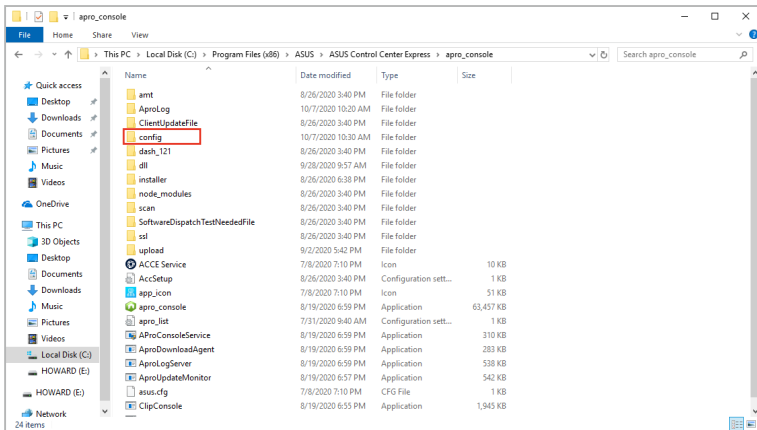 apro_console
File Home Share View
This PC > Local Disk (C:) > Program Files (x86) > ASUS > ASUS Control Center Express > apro_console
Search apro_console
Name Date modified Type Size
Quick access
Desktop
Downloads
Documents
Pictures
Music
Videos
OneDrive
This PC
3D Objects
Desktop
Documents
Downloads
Music
Pictures
Videos
Local Disk (C:)
HOWARD (E:)
HOWARD (E:)
Network
amt 8/26/2020 3:40 PM File folder
AproLog 10/7/2020 10:20 AM File folder
ClientUpdateFile 8/26/2020 3:40 PM File folder
config 10/7/2020 10:30 AM File folder
dash_121 8/26/2020 3:40 PM File folder
dll 9/28/2020 9:57 AM File folder
installer 8/26/2020 6:38 PM File folder
node_modules 8/26/2020 3:40 PM File folder
scan 8/26/2020 3:40 PM File folder
SoftwareDispatchTestNeededFile 8/26/2020 3:40 PM File folder
ssl 8/26/2020 3:40 PM File folder
upload 9/2/2020 5:42 PM File folder
ACCE Service 7/8/2020 7:10 PM Icon 10 KB
AccSetup 8/26/2020 3:40 PM Configuration sett... 1 KB
app_icon 7/8/2020 7:10 PM Icon 51 KB
apro_console 8/19/2020 6:59 PM Application 63,457 KB
apro_list 7/31/2020 9:40 AM Configuration sett... 1 KB
AProConsoleService 8/19/2020 6:59 PM Application 310 KB
AproDownloadAgent 8/19/2020 6:59 PM Application 283 KB
AproLogServer 8/19/2020 6:59 PM Application 538 KB
AproUpdateMonitor 8/19/2020 6:57 PM Application 542 KB
asus.cfg 7/8/2020 7:10 PM CFG File 1 KB
ClipConsole 8/19/2020 6:55 PM Application 1,945 KB
24 items